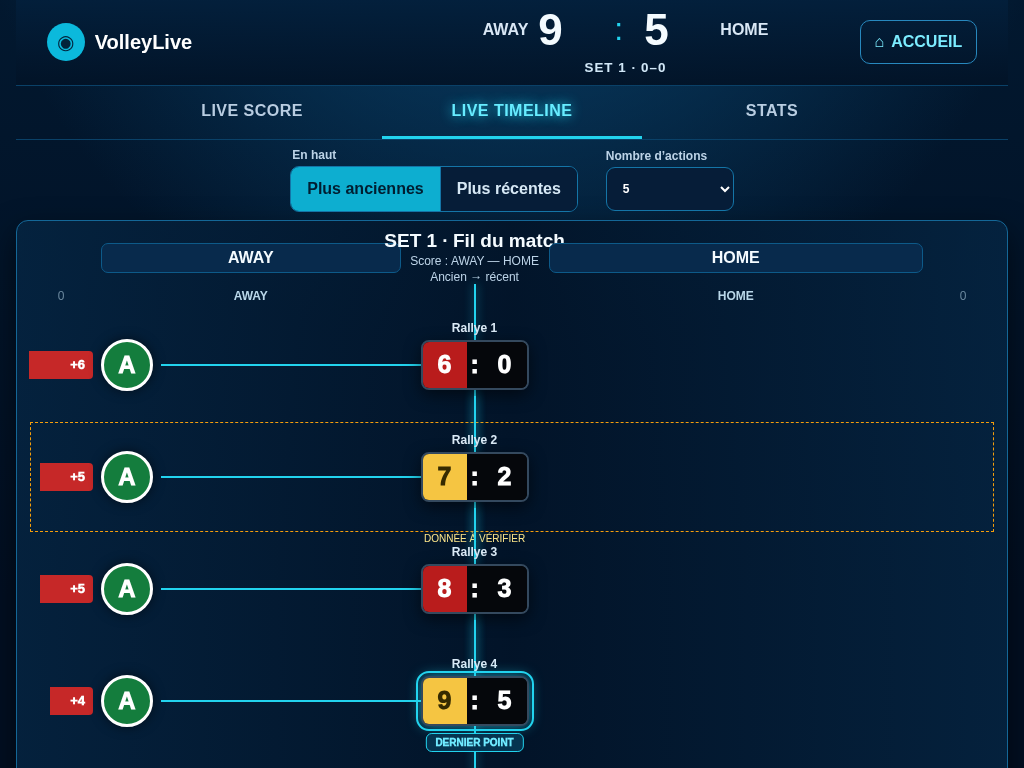 VolleyLive
AWAY 9 : 5 HOME
SET 1 · 0–0
⌂ ACCUEIL
LIVE SCORE LIVE TIMELINE STATS
En haut Nombre d'actions
Plus anciennes Plus récentes 5
SET 1 · Fil du match
AWAY HOME
Score : AWAY — HOME
Ancien → récent
0 AWAY HOME 0
Rallye 1
+6 A 6 : 0
Rallye 2
+5 A 7 : 2
DONNÉE À VÉRIFIER
Rallye 3
+5 A 8 : 3
Rallye 4
+4 A 9 : 5
DERNIER POINT